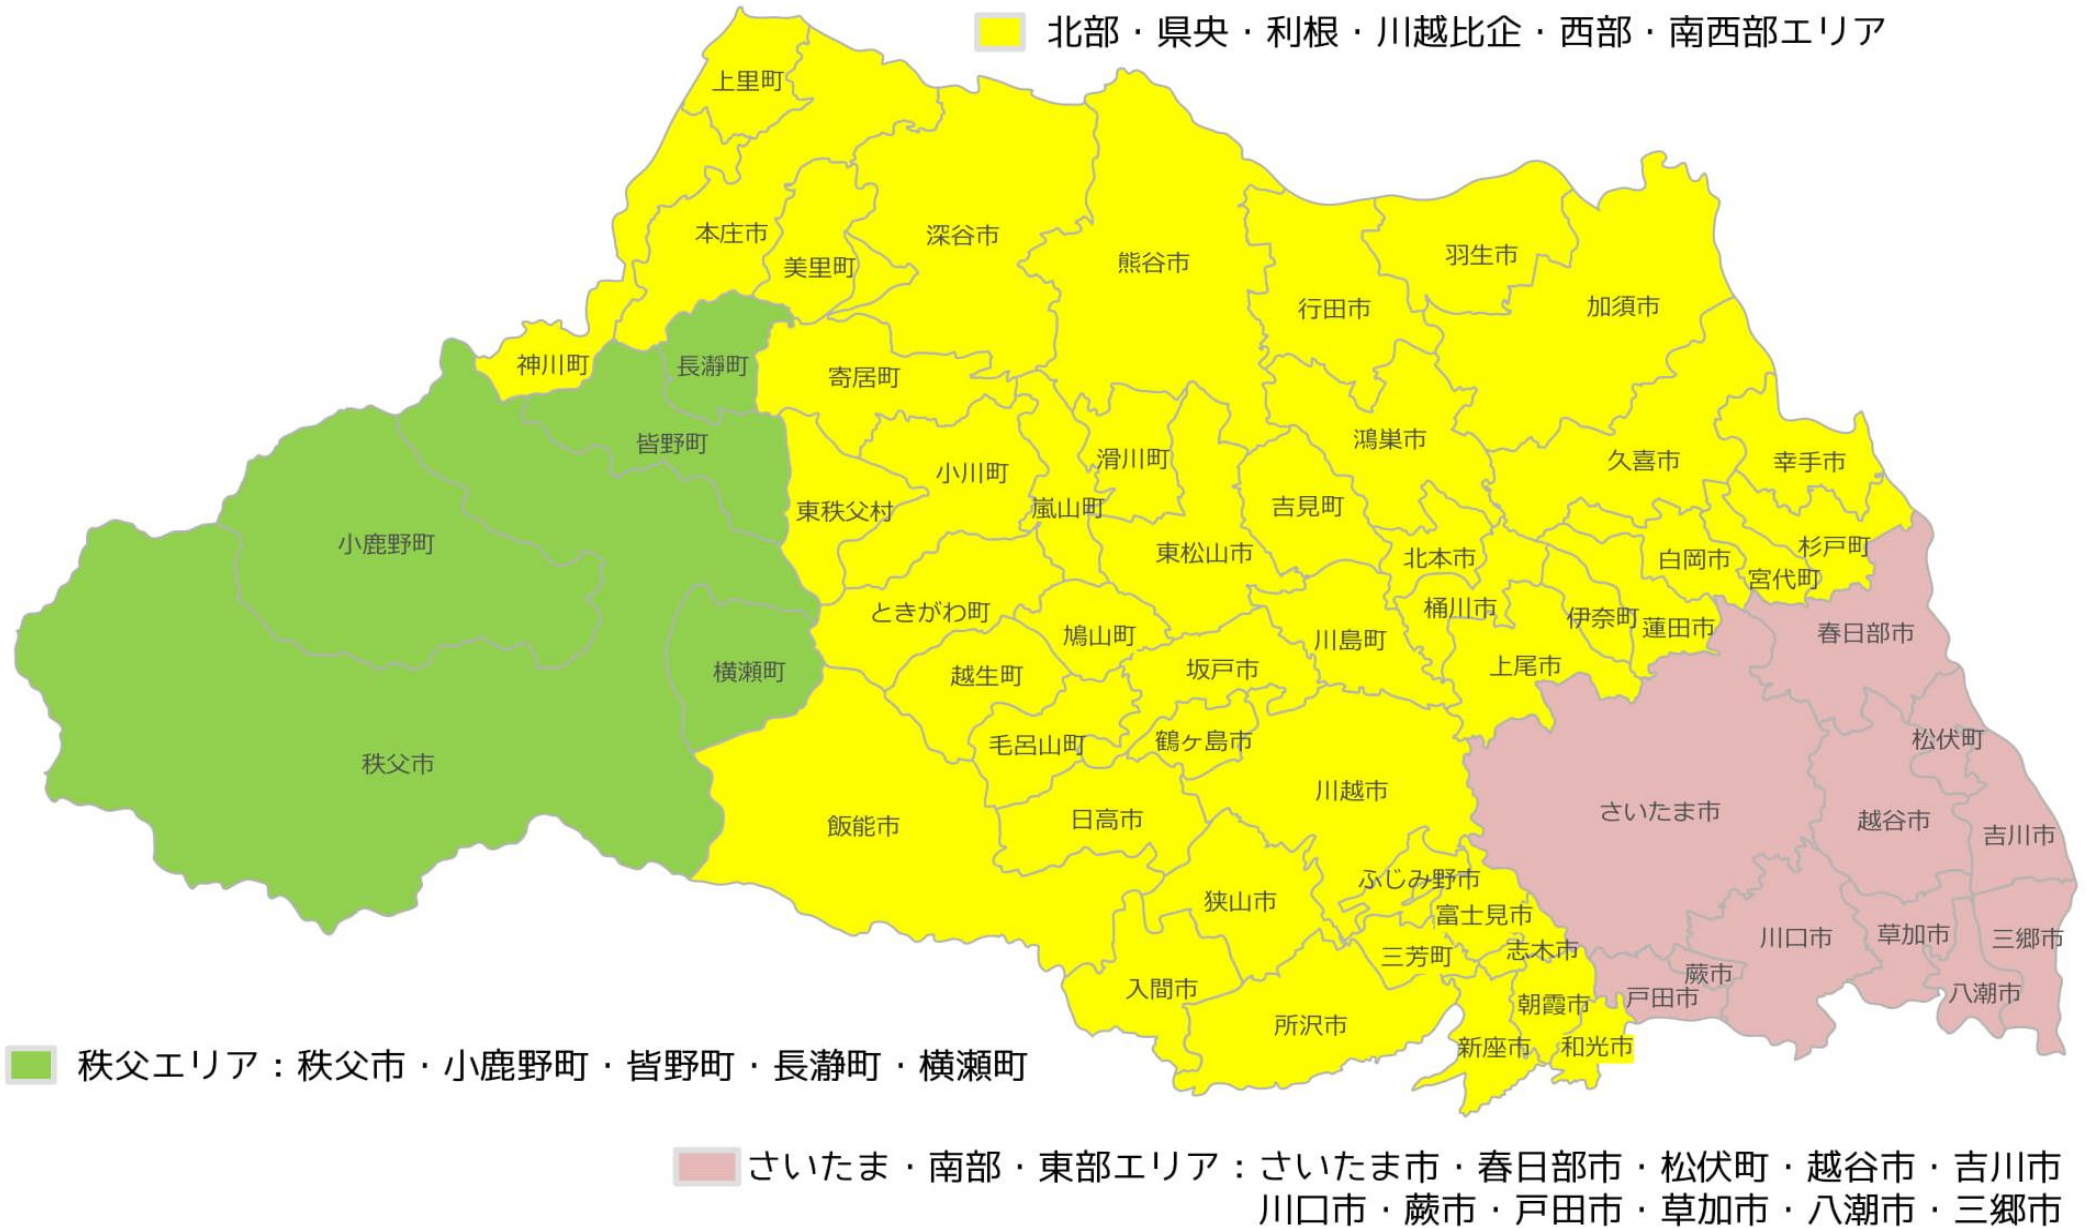 北部・県央・利根・川越比企・西部・南西部エリア
上里町
本庄市
美里町
深谷市
熊谷市
羽生市
行田市
加須市
神川町
長瀞町
寄居町
皆野町
小川町
滑川町
鴻巣市
久喜市
幸手市
東秩父村
嵐山町
吉見町
小鹿野町
東松山市
北本市
白岡市
杉戸町
宮代町
ときがわ町
鳩山町
川島町
桶川市
伊奈町
蓮田市
春日部市
横瀬町
越生町
坂戸市
上尾市
毛呂山町
鶴ヶ島市
松伏町
秩父市
川越市
さいたま市
飯能市
日高市
越谷市
吉川市
狭山市
ふじみ野市
富士見市
三芳町
志木市
川口市
草加市
三郷市
入間市
蕨市
戸田市
八潮市
所沢市
朝霞市
新座市
和光市
秩父エリア：秩父市・小鹿野町・皆野町・長瀞町・横瀬町
さいたま・南部・東部エリア：さいたま市・春日部市・松伏町・越谷市・吉川市
川口市・蕨市・戸田市・草加市・八潮市・三郷市